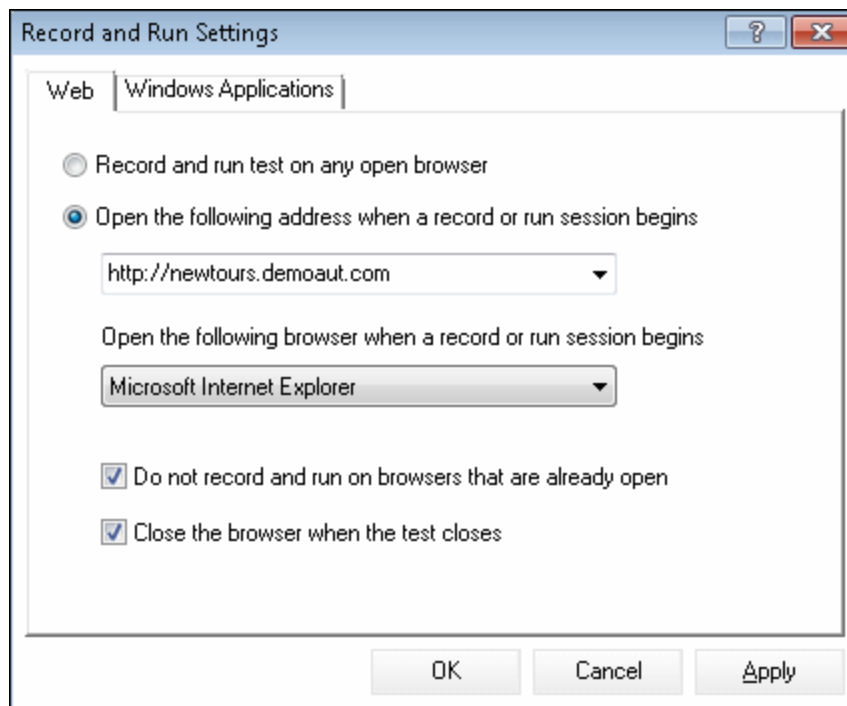 Record and Run Settings
?
Web Windows Applications
Record and run test on any open browser
Open the following address when a record or run session begins
http://newtours.demoaut.com
Open the following browser when a record or run session begins
Microsoft Internet Explorer
Do not record and run on browsers that are already open
Close the browser when the test closes
OK Cancel Apply